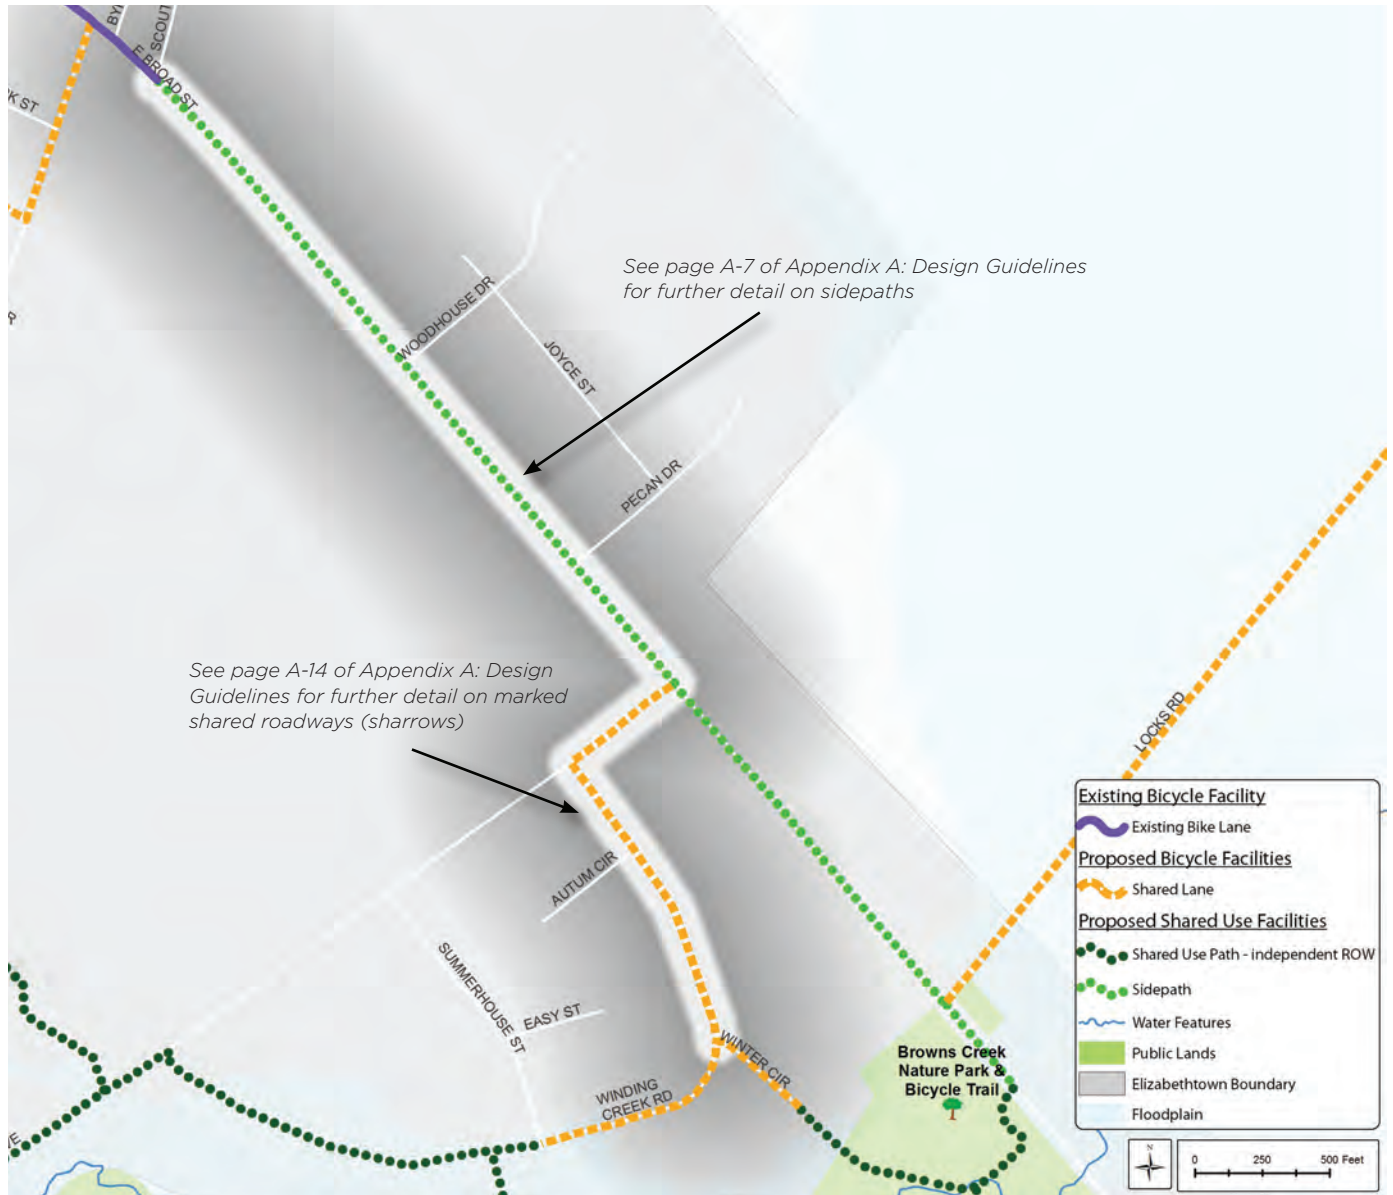 BY
SCOUT
E BROAD ST
K ST
R
WOODHOUSE DR
JOYCE ST
PECAN DR
See page A-7 of Appendix A: Design Guidelines
for further detail on sidepaths
See page A-14 of Appendix A: Design
Guidelines for further detail on marked
shared roadways (sharrows)
LOCKS RD
AUTUM CIR
SUMMERHOUSE ST
EASY ST
WINTER CIR
WINDING
CREEK RD
VE
Browns Creek
Nature Park &
Bicycle Trail
Existing Bicycle Facility
Existing Bike Lane
Proposed Bicycle Facilities
Shared Lane
Proposed Shared Use Facilities
Shared Use Path - independent ROW
Sidepath
Water Features
Public Lands
Elizabethtown Boundary
Floodplain
N
0 250 500 Feet